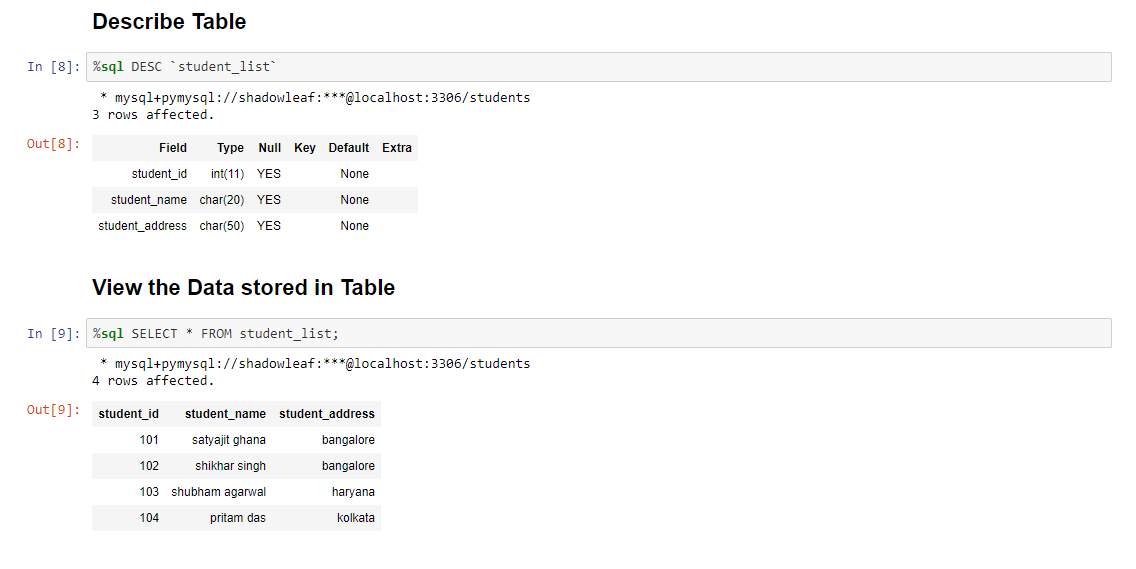 Describe Table
In [8]: %sql DESC `student_list`
* mysql+pymysql://shadowleaf:***@localhost:3306/students
3 rows affected.
Out[8]:
Field Type Null Key Default Extra
student_id int(11) YES None
student_name char(20) YES None
student_address char(50) YES None
View the Data stored in Table
In [9]: %sql SELECT * FROM student_list;
* mysql+pymysql://shadowleaf:***@localhost:3306/students
4 rows affected.
Out[9]:
student_id student_name student_address
101 satyajit ghana bangalore
102 shikhar singh bangalore
103 shubham agarwal haryana
104 pritam das kolkata